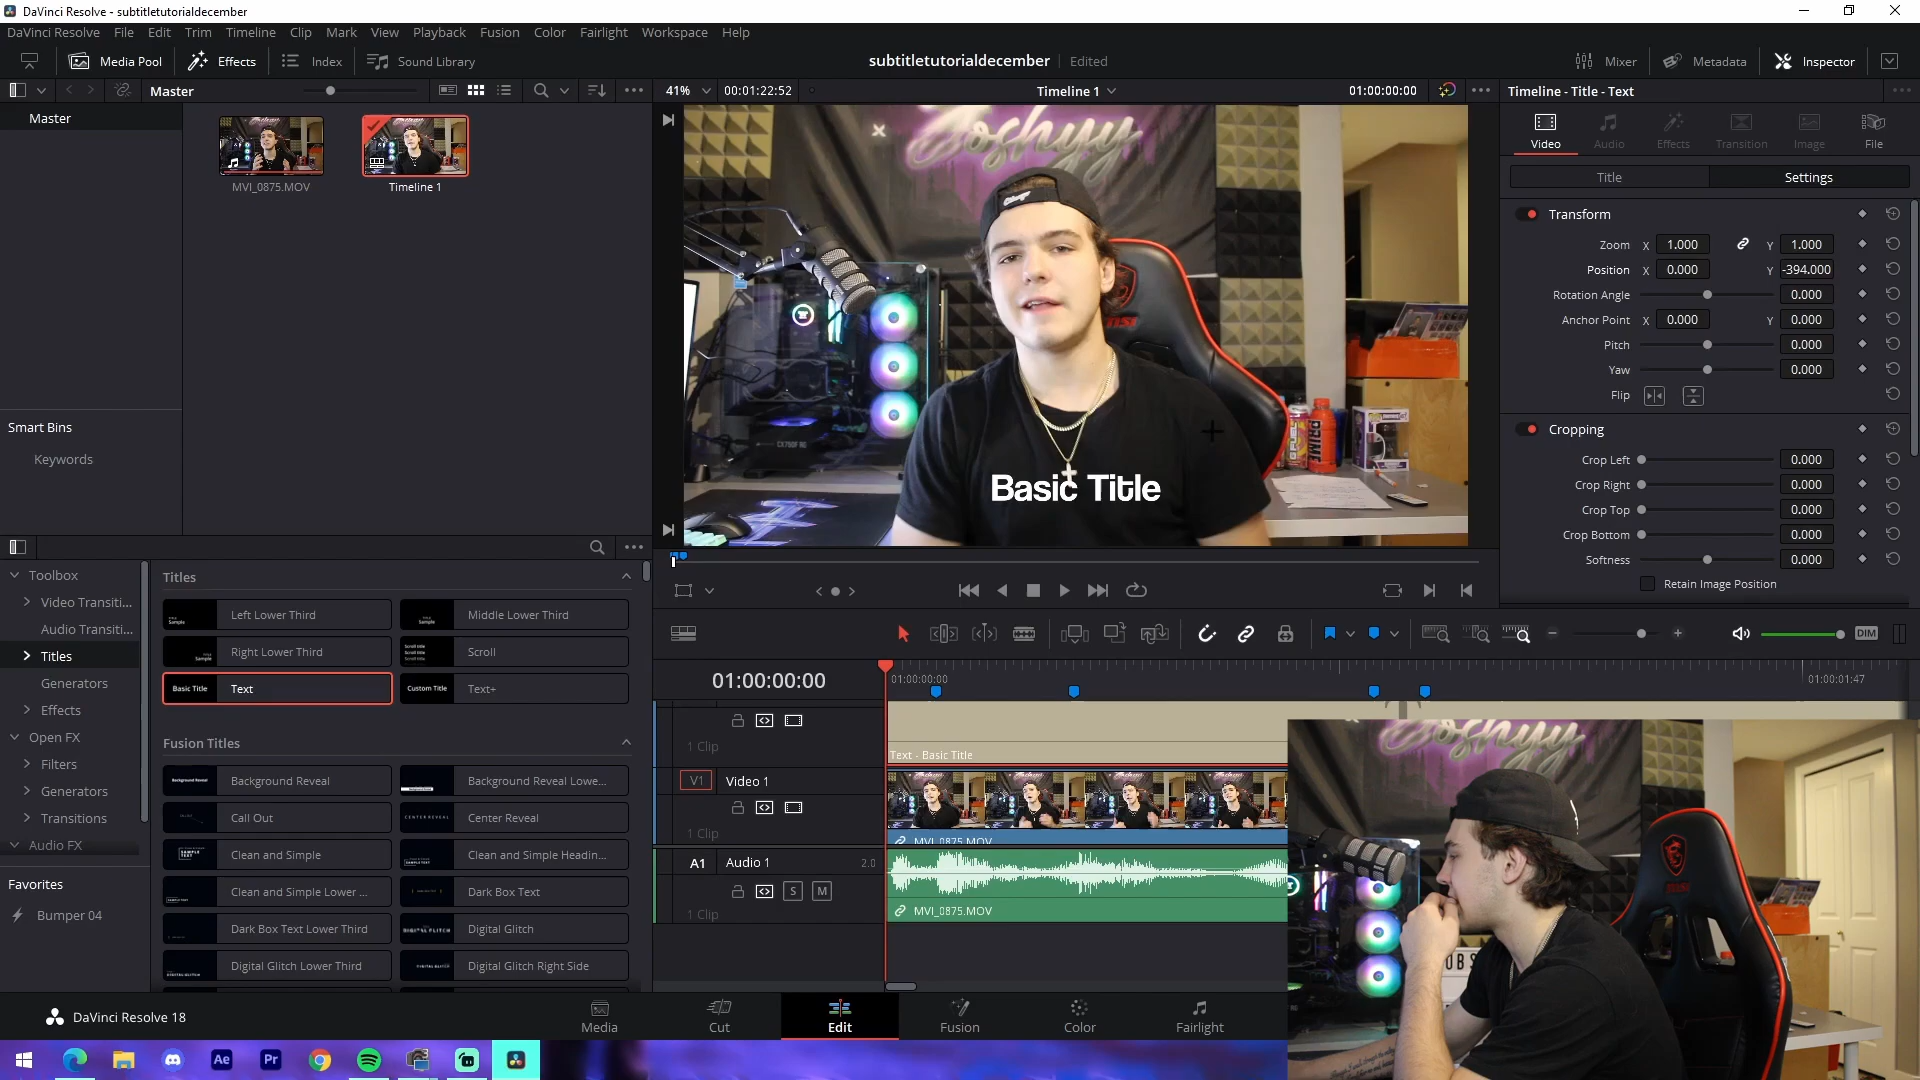 DaVinci Resolve - subtitletutorialdecember
DaVinci Resolve File Edit Trim Timeline Clip Mark View Playback Fusion Color Fairlight Workspace Help
Media Pool Effects Index Sound Library
subtitletutorialdecember Edited
Mixer Metadata Inspector
Master
41% 00:01:22:52
Timeline 1
01:00:00:00
Timeline - Title - Text
Master
MVI_0875.MOV
Timeline 1
Smart Bins
Keywords
Joshyy
MSI
CX750F RG
Basic Title
Video Audio Effects Transition Image File
Title Settings
Transform
Zoom X 1.000 Y 1.000
Position X 0.000 Y -394.000
Rotation Angle 0.000
Anchor Point X 0.000 Y 0.000
Pitch 0.000
Yaw 0.000
Flip
Cropping
Crop Left 0.000
Crop Right 0.000
Crop Top 0.000
Crop Bottom 0.000
Softness 0.000
Retain Image Position
Toolbox
Video Transiti...
Audio Transiti...
Titles
Generators
Effects
Open FX
Filters
Generators
Transitions
Audio FX
Favorites
Bumper 04
Titles
Left Lower Third
Middle Lower Third
Right Lower Third
Scroll
Basic Title Text
Custom Title Text+
Fusion Titles
Background Reveal
Background Reveal Lowe...
Call Out
Center Reveal
Clean and Simple
Clean and Simple Headin...
Clean and Simple Lower ...
Dark Box Text
Dark Box Text Lower Third
Digital Glitch
Digital Glitch Lower Third
Digital Glitch Right Side
DIM
01:00:00:00
01:00:00:00
01:00:01:47
1 Clip
Text - Basic Title
V1 Video 1
1 Clip
MVI_0875.MOV
A1 Audio 1 2.0
S M
1 Clip
MVI_0875.MOV
DaVinci Resolve 18
Media Cut Edit Fusion Color Fairlight
Ae Pr